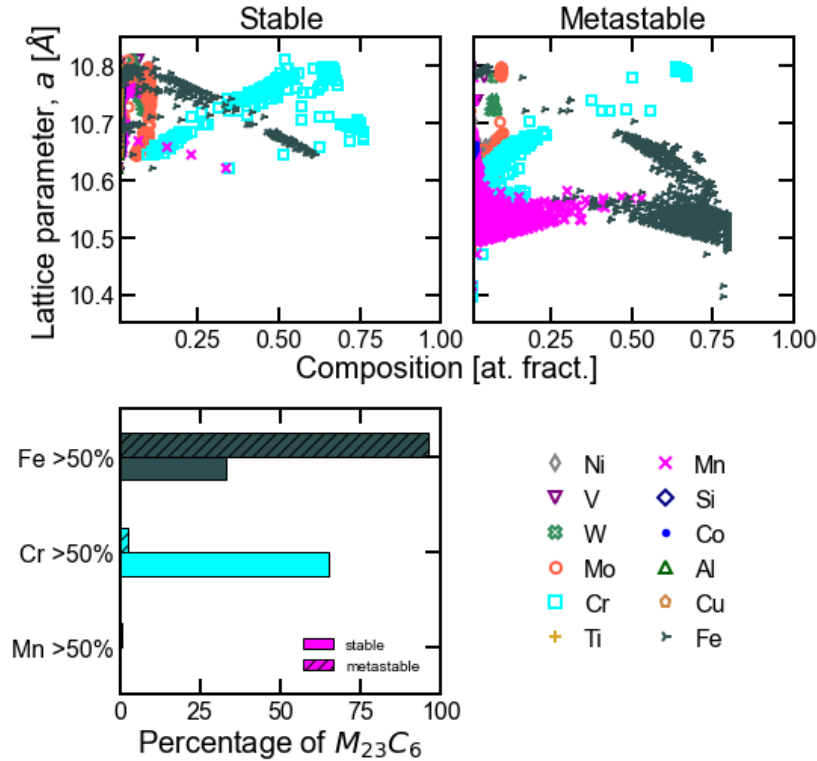 Stable
Metastable
Lattice parameter, a [Å]
10.8
10.7
10.6
10.5
10.4
0.25 0.50 0.75 1.00
0.25 0.50 0.75 1.00
Composition [at. fract.]
Fe >50%
Cr >50%
Mn >50%
stable
metastable
0 25 50 75 100
Percentage of M₂₃C₆
Ni
V
W
Mo
Cr
Ti
Mn
Si
Co
Al
Cu
Fe